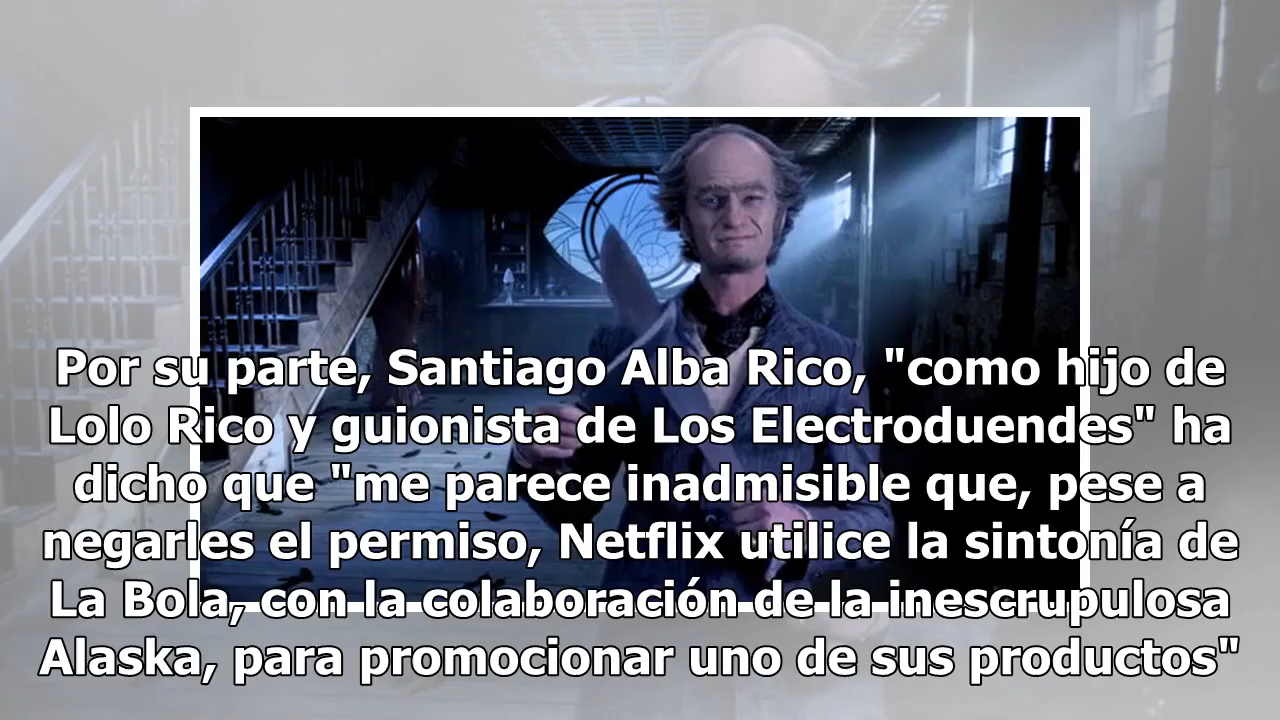 Por su parte, Santiago Alba Rico, "como hijo de
Lolo Rico y guionista de Los Electroduendes" ha
dicho que "me parece inadmisible que, pese a
negarles el permiso, Netflix utilice la sintonía de
La Bola, con la colaboración de la inescrupulosa
Alaska, para promocionar uno de sus productos"